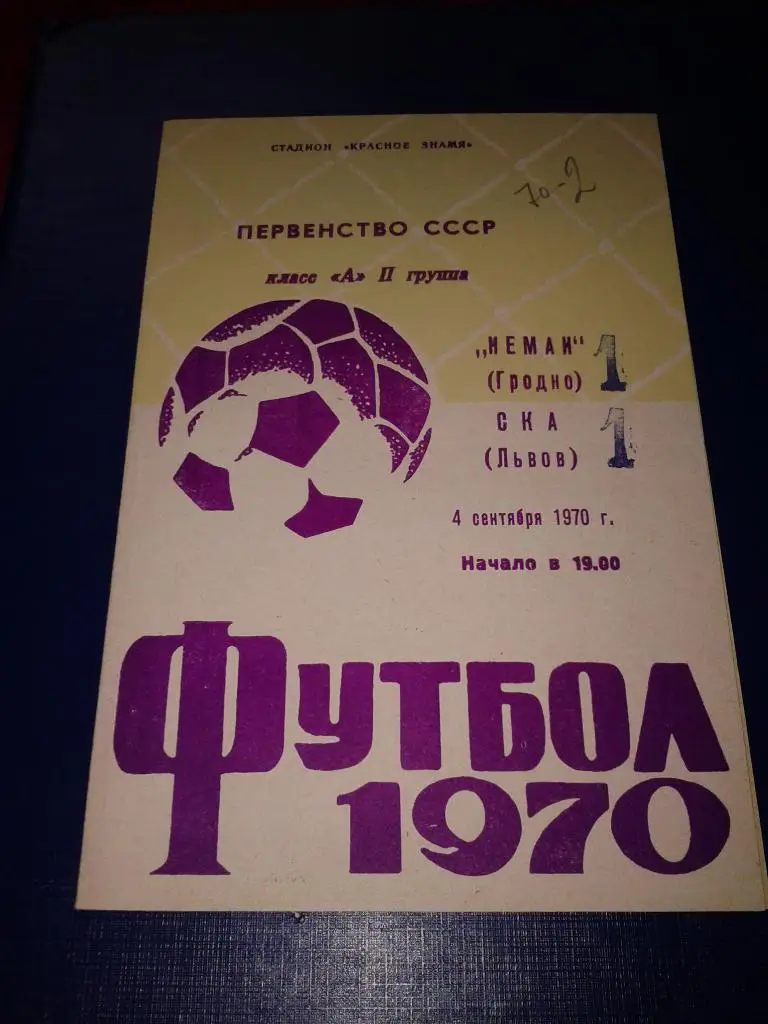 СТАДИОН «КРАСНОЕ ЗНАМЯ»
70-2
ПЕРВЕНСТВО СССР
класс «А» II группа
„НЕМАН“ 1
(Гродно)
СКА 1
(Львов)
4 сентября 1970 г.
Начало в 19.00
ФУТБОЛ
1970